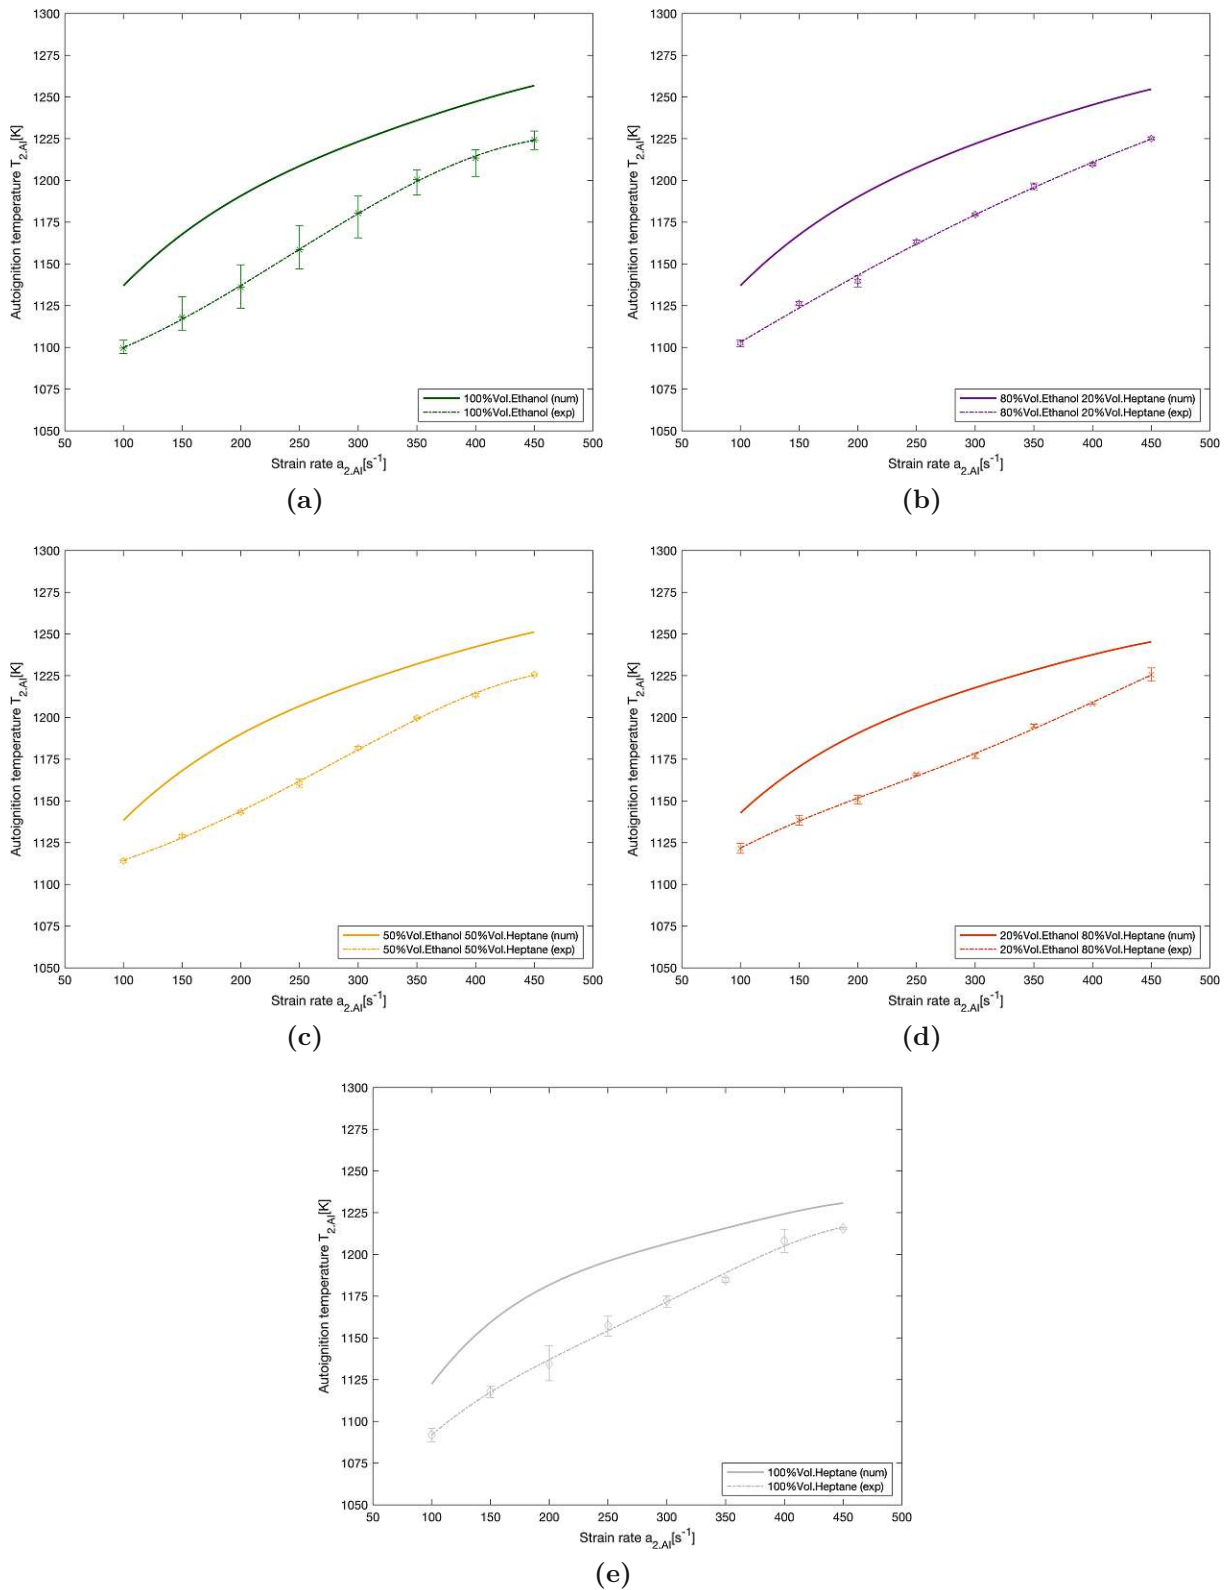 1300
1275
1250
1225
1200
1175
1150
1125
1100
1075
1050
Autoignition temperature T2.AI[K]
50 100 150 200 250 300 350 400 450 500
Strain rate a2.AI[s-1]
100%Vol.Ethanol (num)
100%Vol.Ethanol (exp)
(a)
1300
1275
1250
1225
1200
1175
1150
1125
1100
1075
1050
Autoignition temperature T2.AI[K]
50 100 150 200 250 300 350 400 450 500
Strain rate a2.AI[s-1]
80%Vol.Ethanol 20%Vol.Heptane (num)
80%Vol.Ethanol 20%Vol.Heptane (exp)
(b)
1300
1275
1250
1225
1200
1175
1150
1125
1100
1075
1050
Autoignition temperature T2.AI[K]
50 100 150 200 250 300 350 400 450 500
Strain rate a2.AI[s-1]
50%Vol.Ethanol 50%Vol.Heptane (num)
50%Vol.Ethanol 50%Vol.Heptane (exp)
(c)
1300
1275
1250
1225
1200
1175
1150
1125
1100
1075
1050
Autoignition temperature T2.AI[K]
50 100 150 200 250 300 350 400 450 500
Strain rate a2.AI[s-1]
20%Vol.Ethanol 80%Vol.Heptane (num)
20%Vol.Ethanol 80%Vol.Heptane (exp)
(d)
1300
1275
1250
1225
1200
1175
1150
1125
1100
1075
1050
Autoignition temperature T2.AI[K]
50 100 150 200 250 300 350 400 450 500
Strain rate a2.AI[s-1]
100%Vol.Heptane (num)
100%Vol.Heptane (exp)
(e)